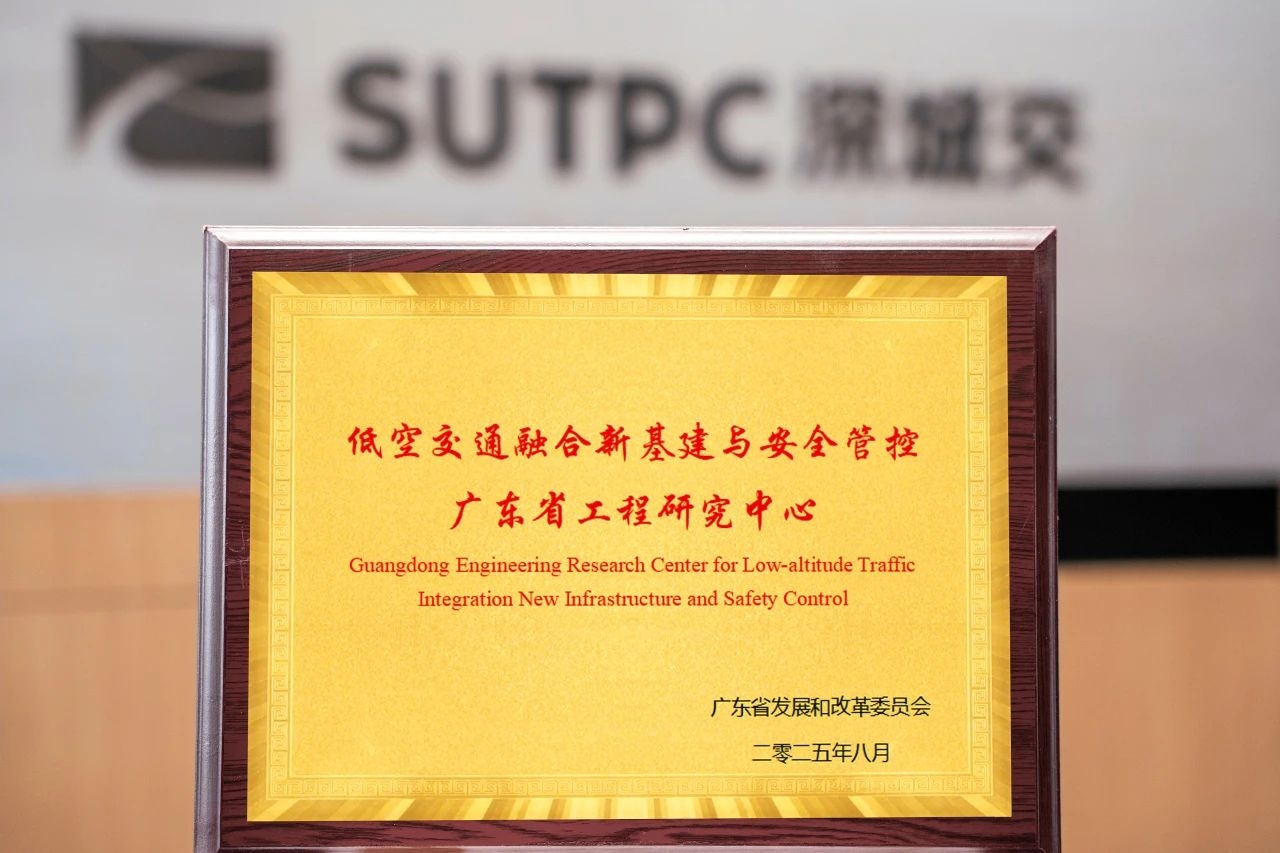 SUTPC 深城交
低空交通融合新基建与安全管控
广东省工程研究中心
Guangdong Engineering Research Center for Low-altitude Traffic
Integration New Infrastructure and Safety Control
广东省发展和改革委员会
二零二五年八月